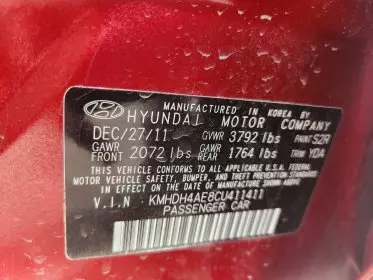 MANUFACTURED IN KOREA BY
HYUNDAI MOTOR COMPANY
DEC/27/11 GVWR 3792 lbs PAINT SZR
GAWR FRONT 2072 lbs GAWR REAR 1764 lbs TRIM YDA
THIS VEHICLE CONFORMS TO ALL APPLICABLE
U.S. FEDERAL MOTOR VEHICLE SAFETY,
BUMPER, AND THEFT PREVENTION STANDARDS
IN EFFECT ON THE DATE OF MANUFACTURE
SHOWN ABOVE.
V.I.N KMHDH4AE8CU411411
PASSENGER CAR